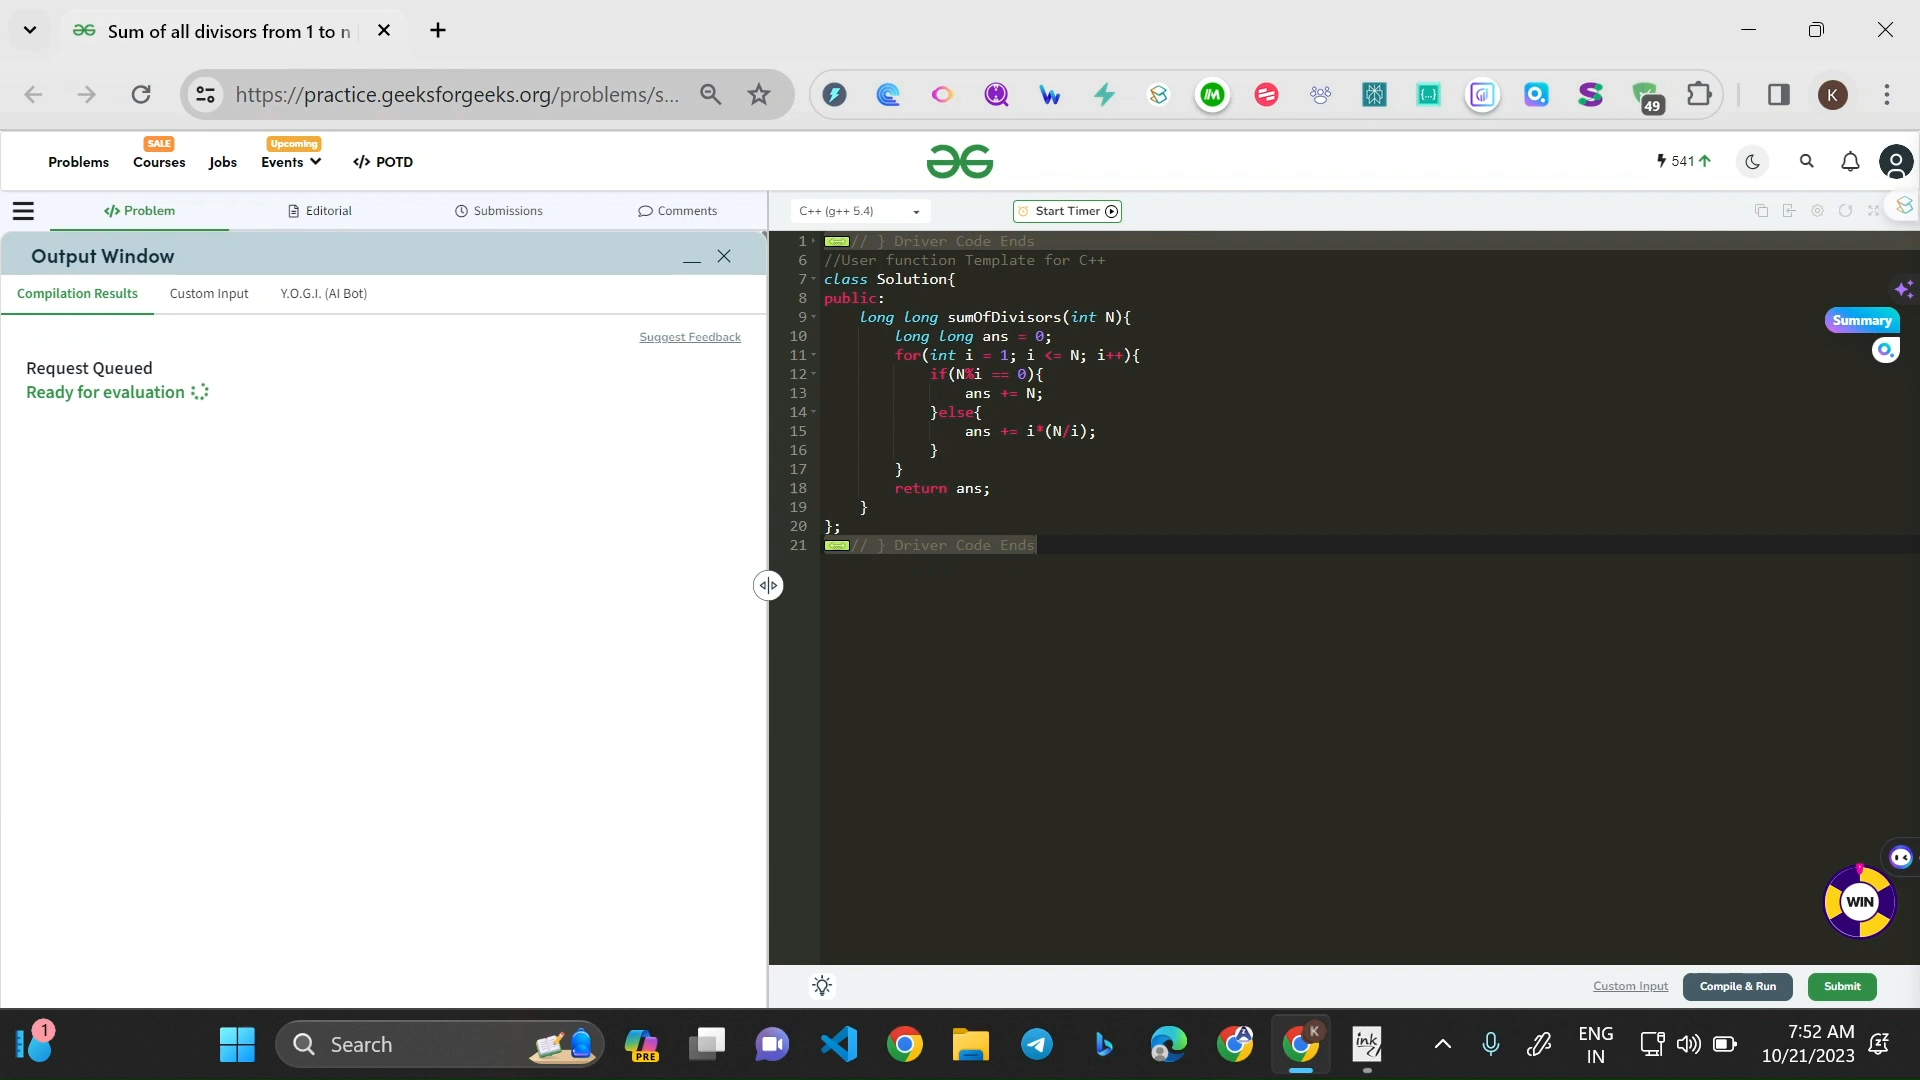 Sum of all divisors from 1 to n
https://practice.geeksforgeeks.org/problems/s...
49
K
Problems
SALE
Courses
Jobs
Upcoming
Events
</> POTD
541
</> Problem
Editorial
Submissions
Comments
C++ (g++ 5.4)
Start Timer
Output Window
Compilation Results
Custom Input
Y.O.G.I. (AI Bot)
Suggest Feedback
Request Queued
Ready for evaluation
1 // } Driver Code Ends
6 //User function Template for C++
7 class Solution{
8 public:
9 long long sumOfDivisors(int N){
10 long long ans = 0;
11 for(int i = 1; i <= N; i++){
12 if(N%i == 0){
13 ans += N;
14 }else{
15 ans += i*(N/i);
16 }
17 }
18 return ans;
19 }
20 };
21 // } Driver Code Ends
Summary
WIN
Custom Input
Compile & Run
Submit
1
Search
PRE
K
ink
ENG
IN
7:52 AM
10/21/2023